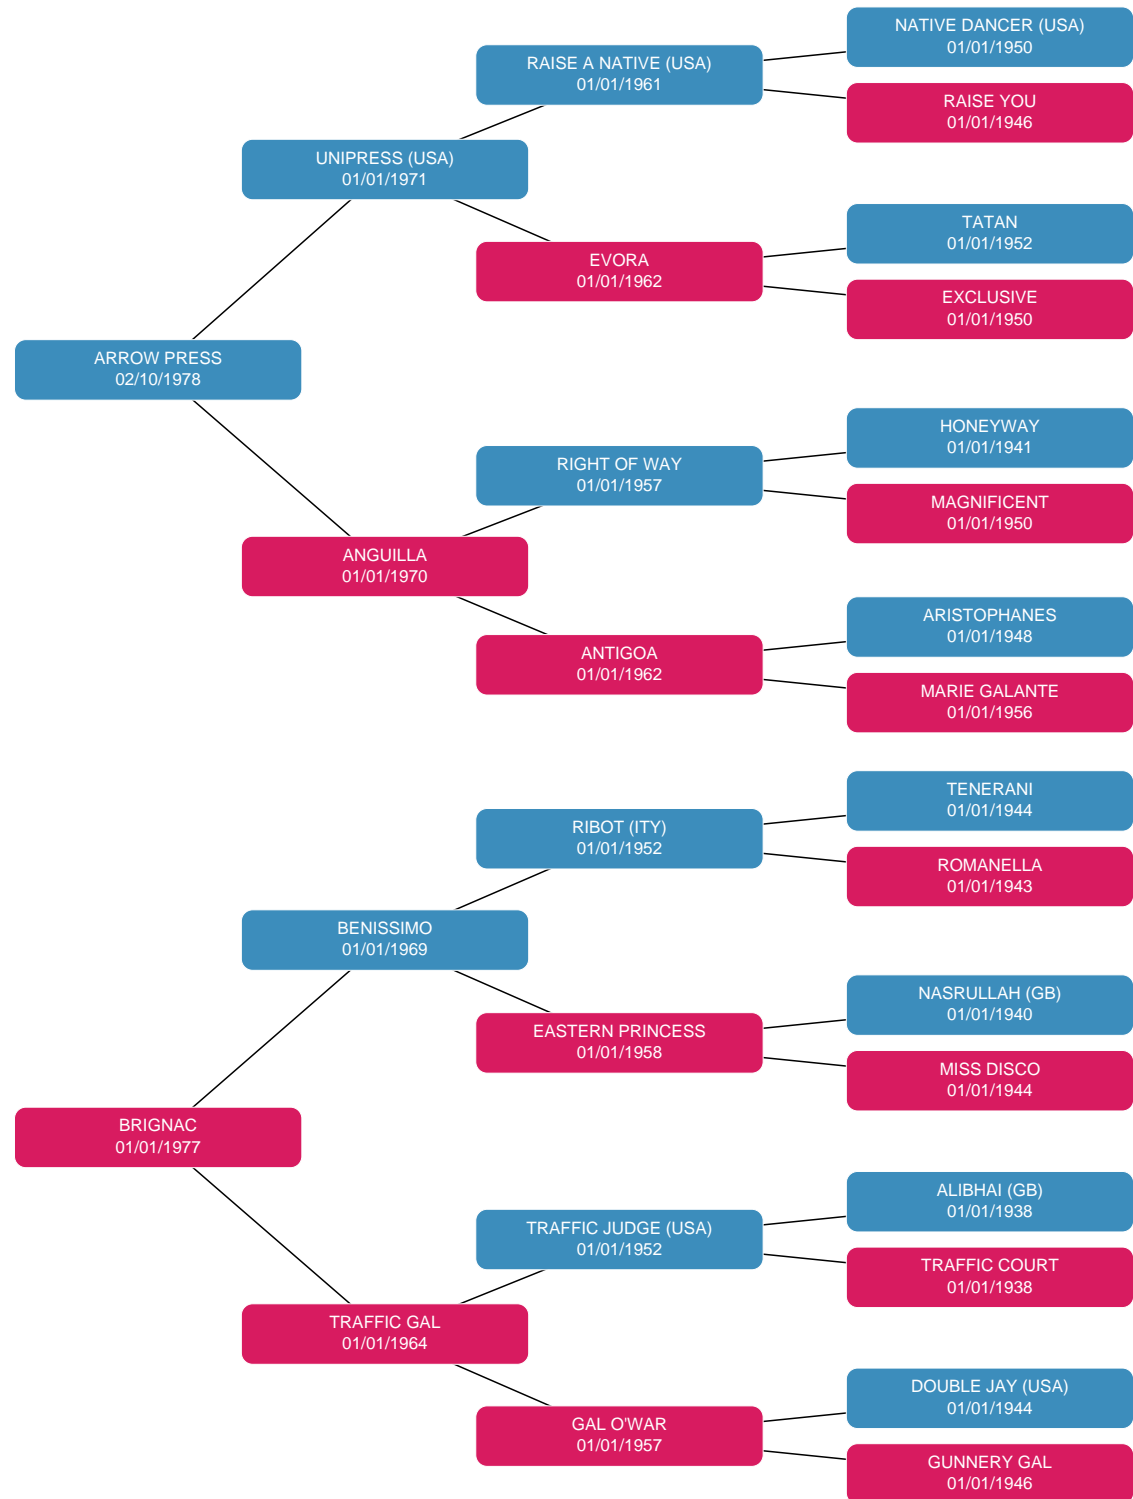 NATIVE DANCER (USA)
01/01/1950
RAISE A NATIVE (USA)
01/01/1961
RAISE YOU
01/01/1946
UNIPRESS (USA)
01/01/1971
TATAN
01/01/1952
EVORA
01/01/1962
EXCLUSIVE
01/01/1950
ARROW PRESS
02/10/1978
HONEYWAY
01/01/1941
RIGHT OF WAY
01/01/1957
MAGNIFICENT
01/01/1950
ANGUILLA
01/01/1970
ARISTOPHANES
01/01/1948
ANTIGOA
01/01/1962
MARIE GALANTE
01/01/1956
TENERANI
01/01/1944
RIBOT (ITY)
01/01/1952
ROMANELLA
01/01/1943
BENISSIMO
01/01/1969
NASRULLAH (GB)
01/01/1940
EASTERN PRINCESS
01/01/1958
MISS DISCO
01/01/1944
BRIGNAC
01/01/1977
ALIBHAI (GB)
01/01/1938
TRAFFIC JUDGE (USA)
01/01/1952
TRAFFIC COURT
01/01/1938
TRAFFIC GAL
01/01/1964
DOUBLE JAY (USA)
01/01/1944
GAL O'WAR
01/01/1957
GUNNERY GAL
01/01/1946